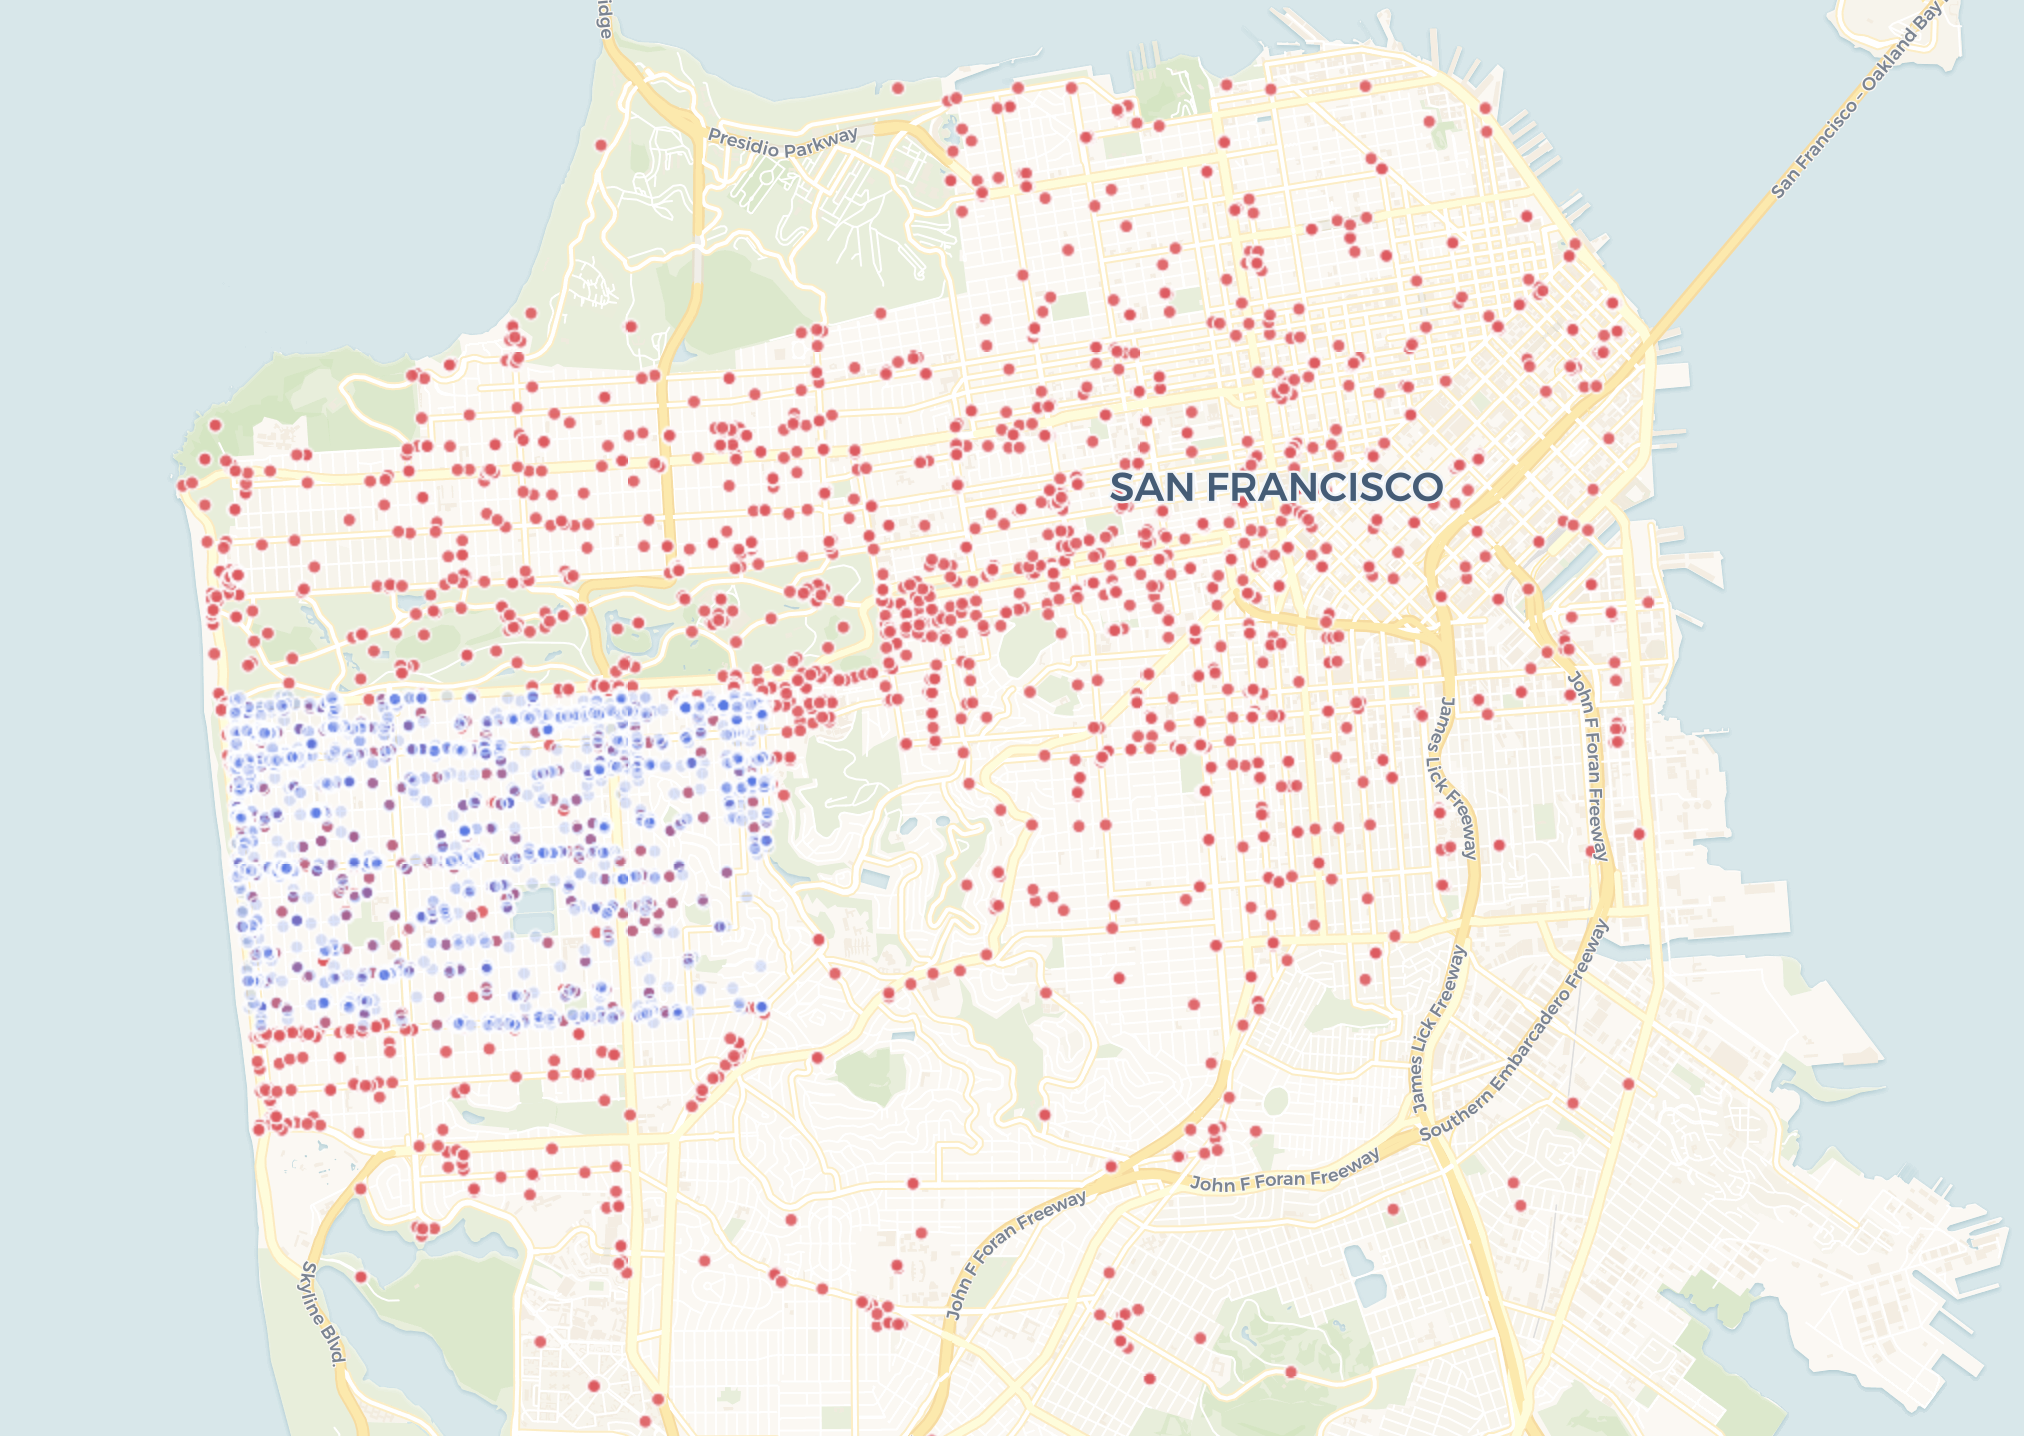 idge
San Francisco - Oakland Bay
Presidio Parkway
SAN FRANCISCO
John F Foran Freeway
James Lick Freeway
James Lick Freeway
Southern Embarcadero Freeway
John F Foran Freeway
John F Foran Freeway
Skyline Blvd.